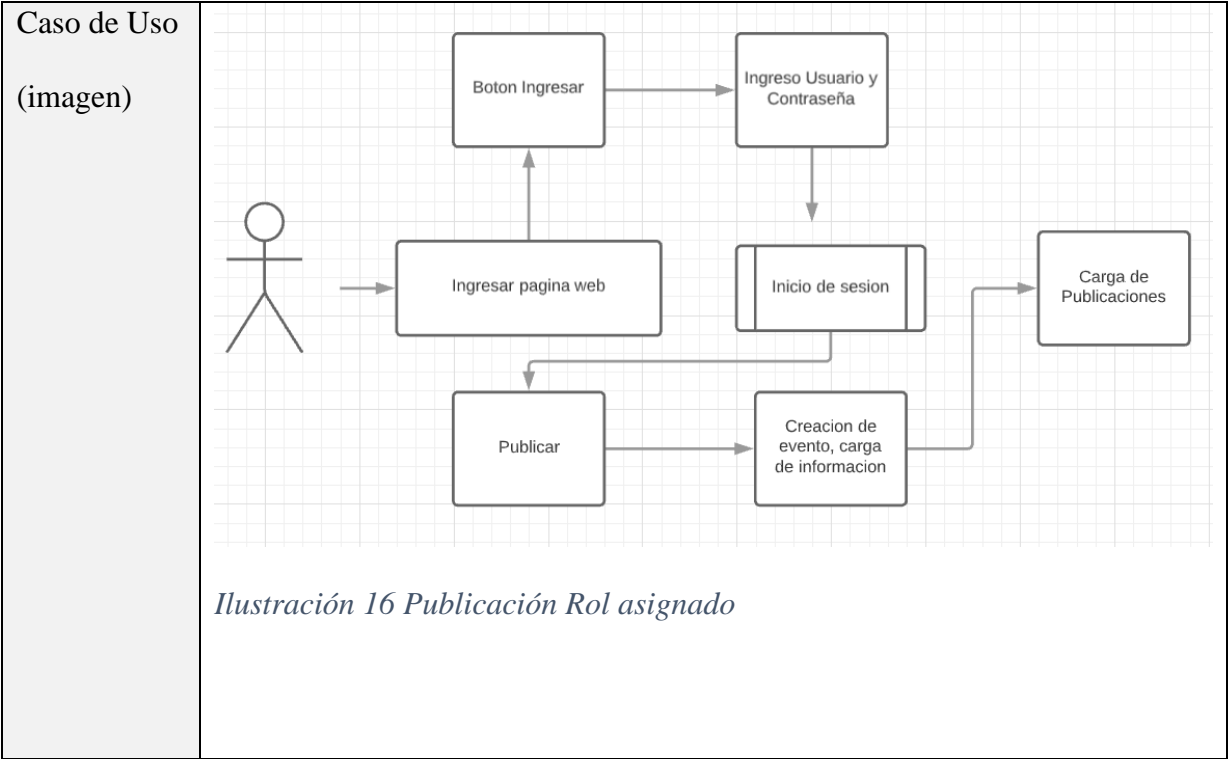 Caso de Uso
(imagen)
Boton Ingresar
Ingreso Usuario y
Contraseña
Ingresar pagina web
Inicio de sesion
Carga de
Publicaciones
Publicar
Creacion de
evento, carga
de informacion
Ilustración 16 Publicación Rol asignado